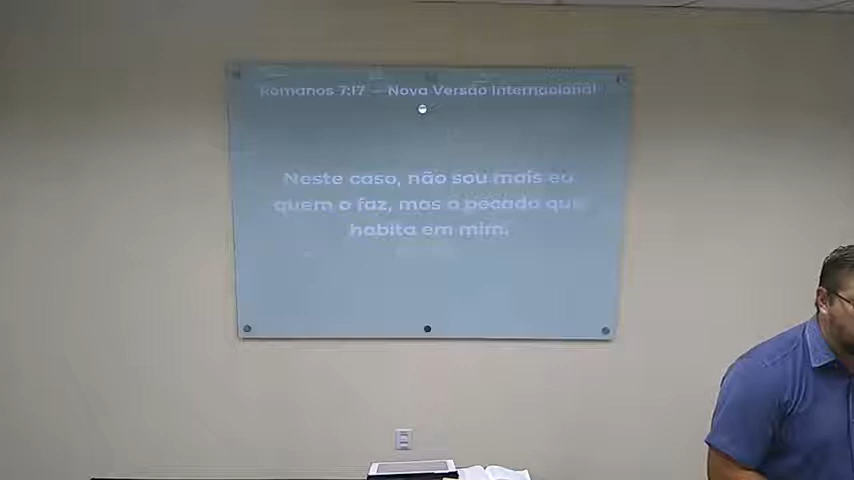 Romanos 7:17 — Nova Versão Internacional
Neste caso, não sou mais eu
quem o faz, mas o pecado que
habita em mim.